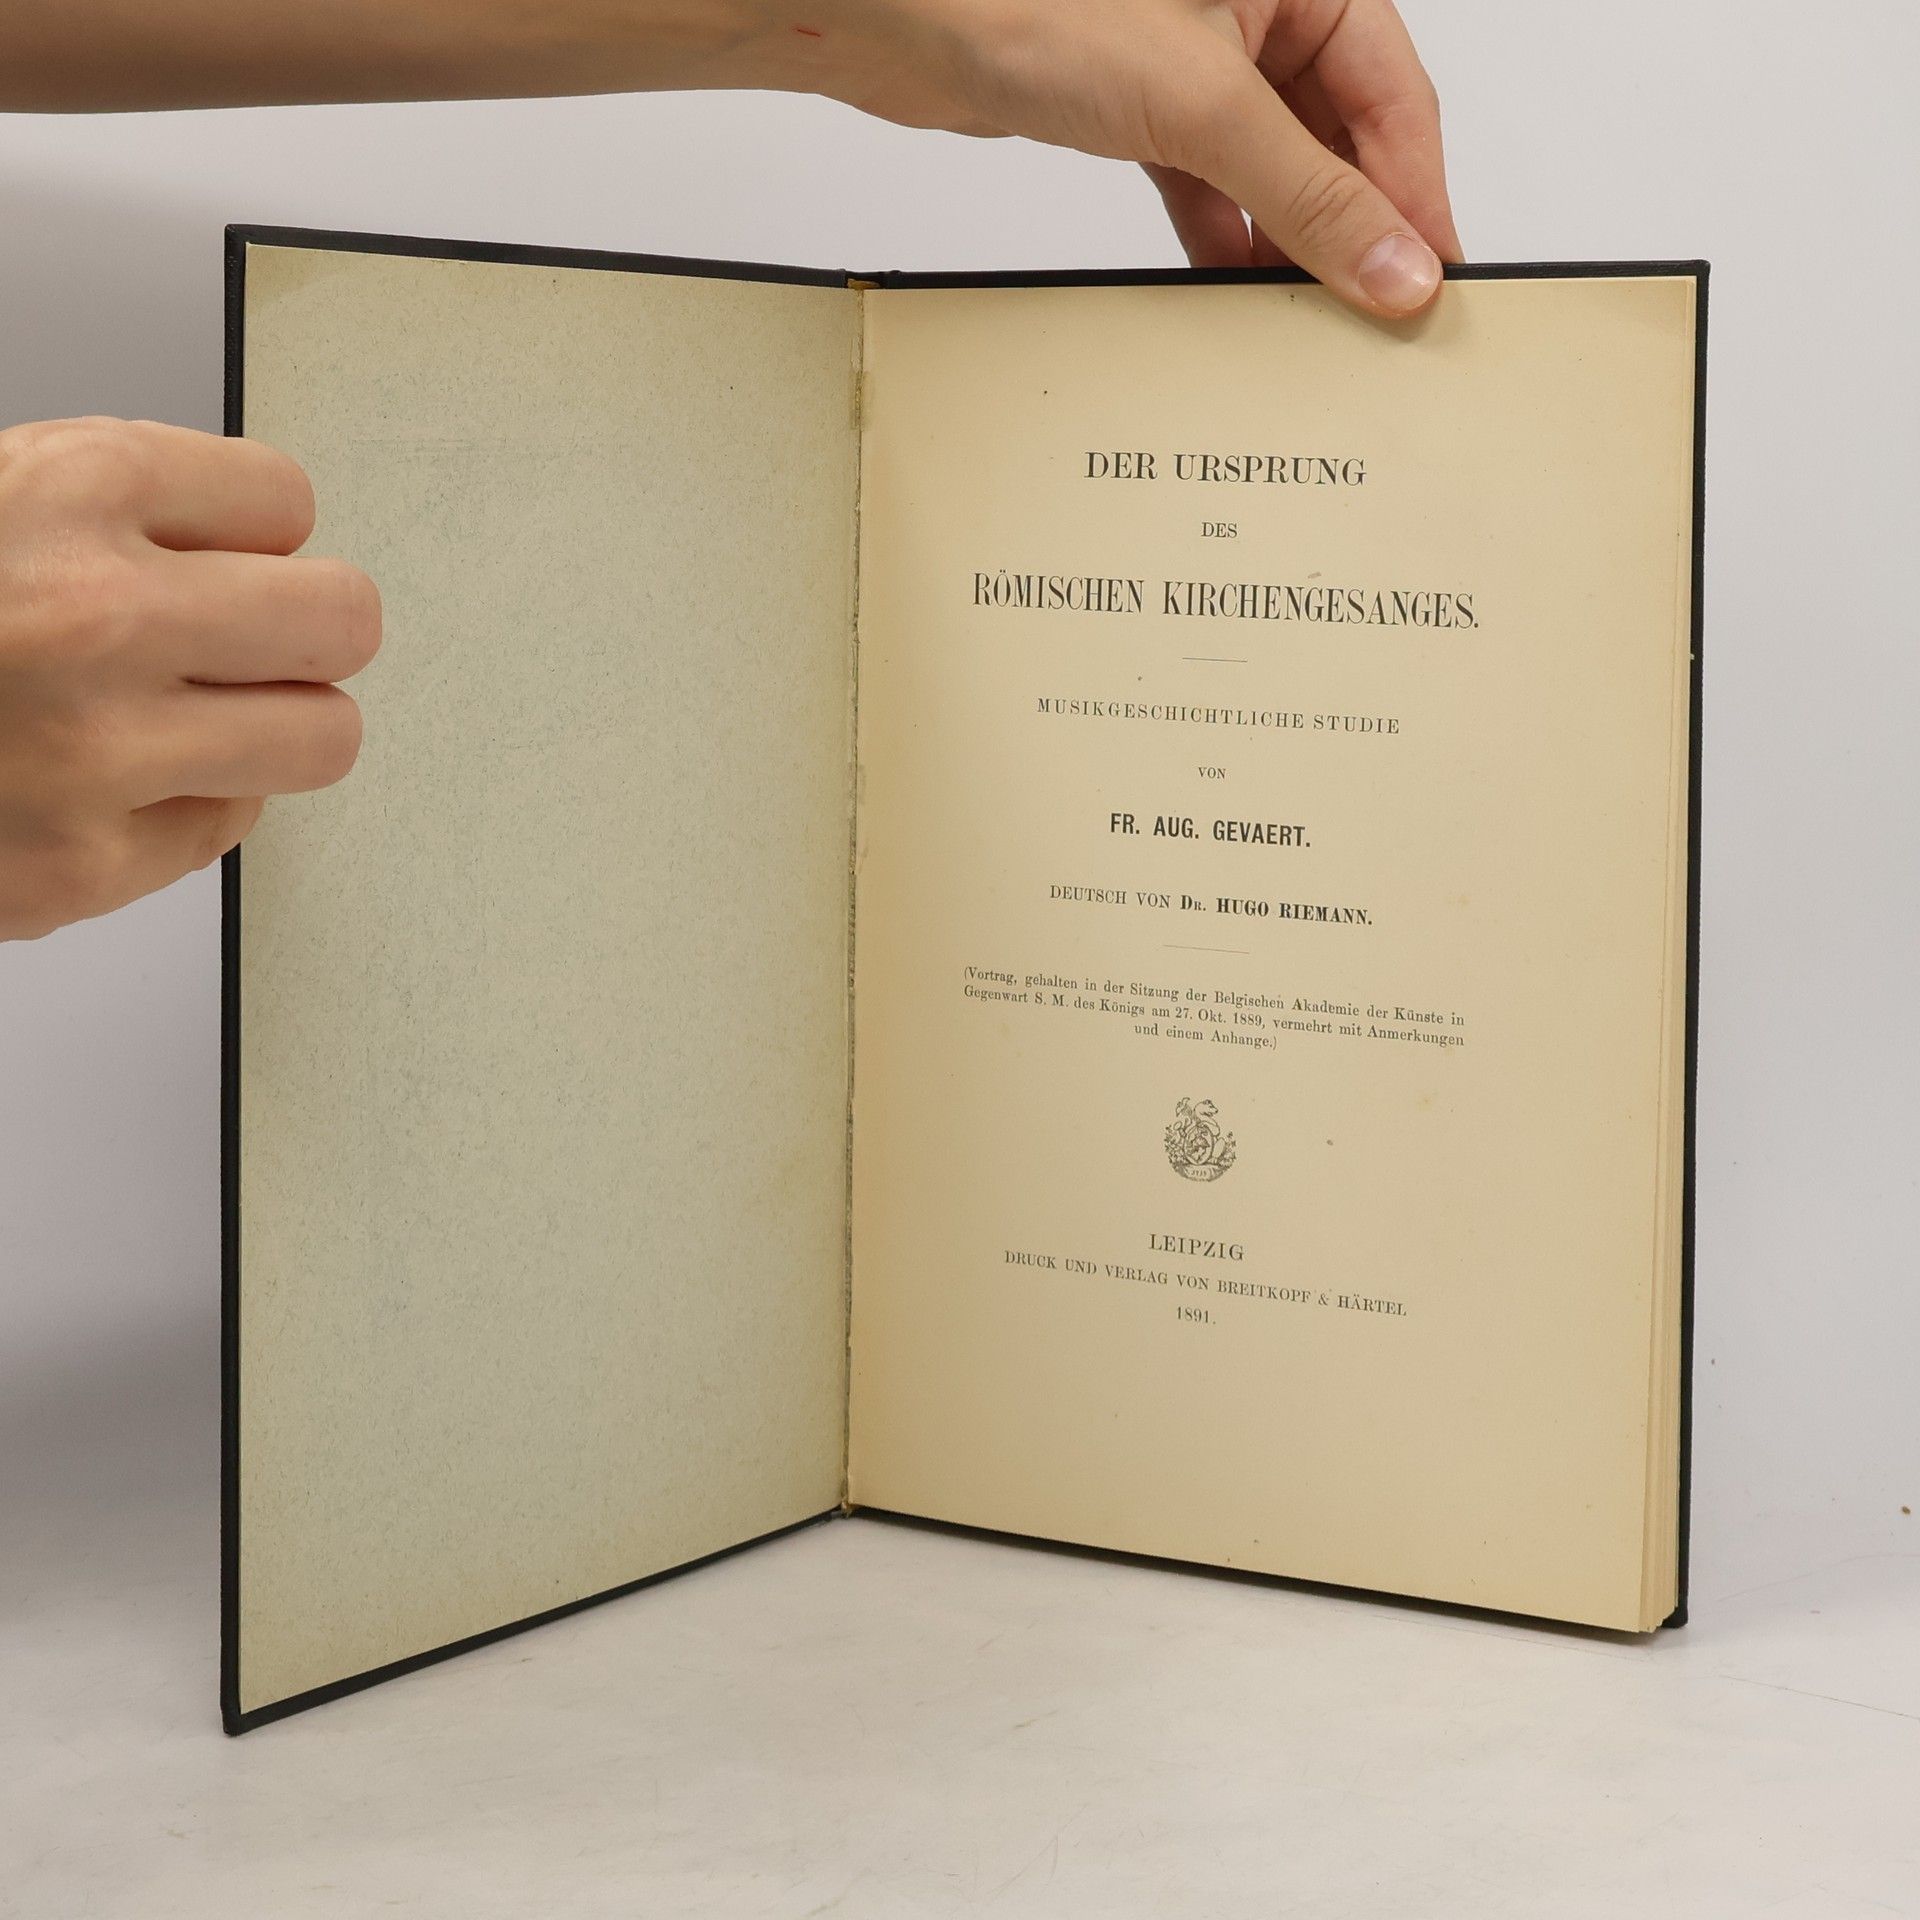 DER URSPRUNG
DES
RÖMISCHEN KIRCHENGESANGES.
MUSIKGESCHICHTLICHE STUDIE
VON
FR. AUG. GEVAERT.
DEUTSCH VON DR. HUGO RIEMANN.
(Vortrag, gehalten in der Sitzung der Belgischen Akademie der Künste in
Gegenwart S. M. des Königs am 27. Okt. 1889, vermehrt mit Anmerkungen
und einem Anhange.)
LEIPZIG
DRUCK UND VERLAG VON BREITKOPF & HÄRTEL
1891.